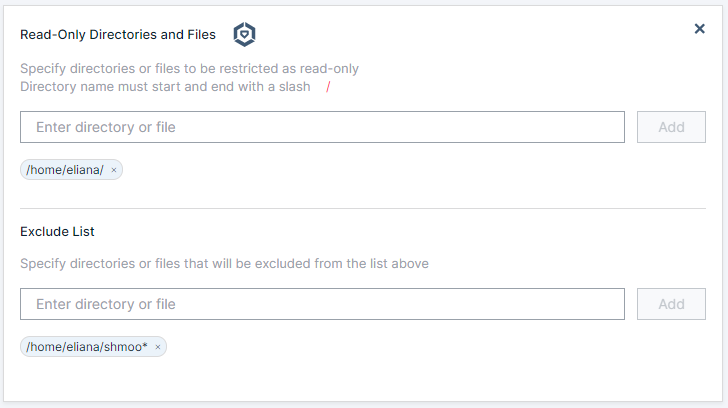 Read-Only Directories and Files
Specify directories or files to be restricted as read-only
Directory name must start and end with a slash /
Enter directory or file
Add
/home/eliana/ ×
Exclude List
Specify directories or files that will be excluded from the list above
Enter directory or file
Add
/home/eliana/shmoo* ×